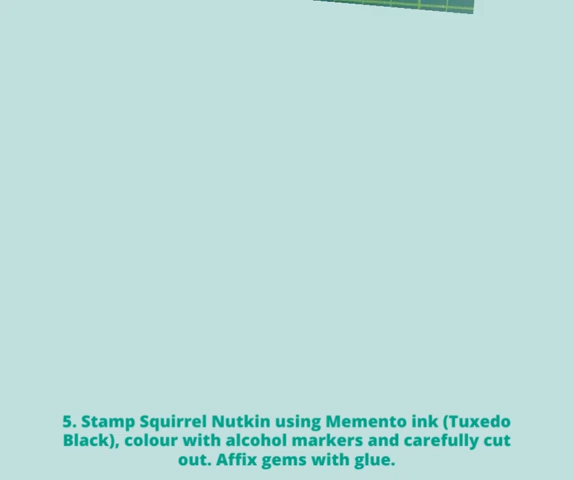 5. Stamp Squirrel Nutkin using Memento ink (Tuxedo
Black), colour with alcohol markers and carefully cut
out. Affix gems with glue.